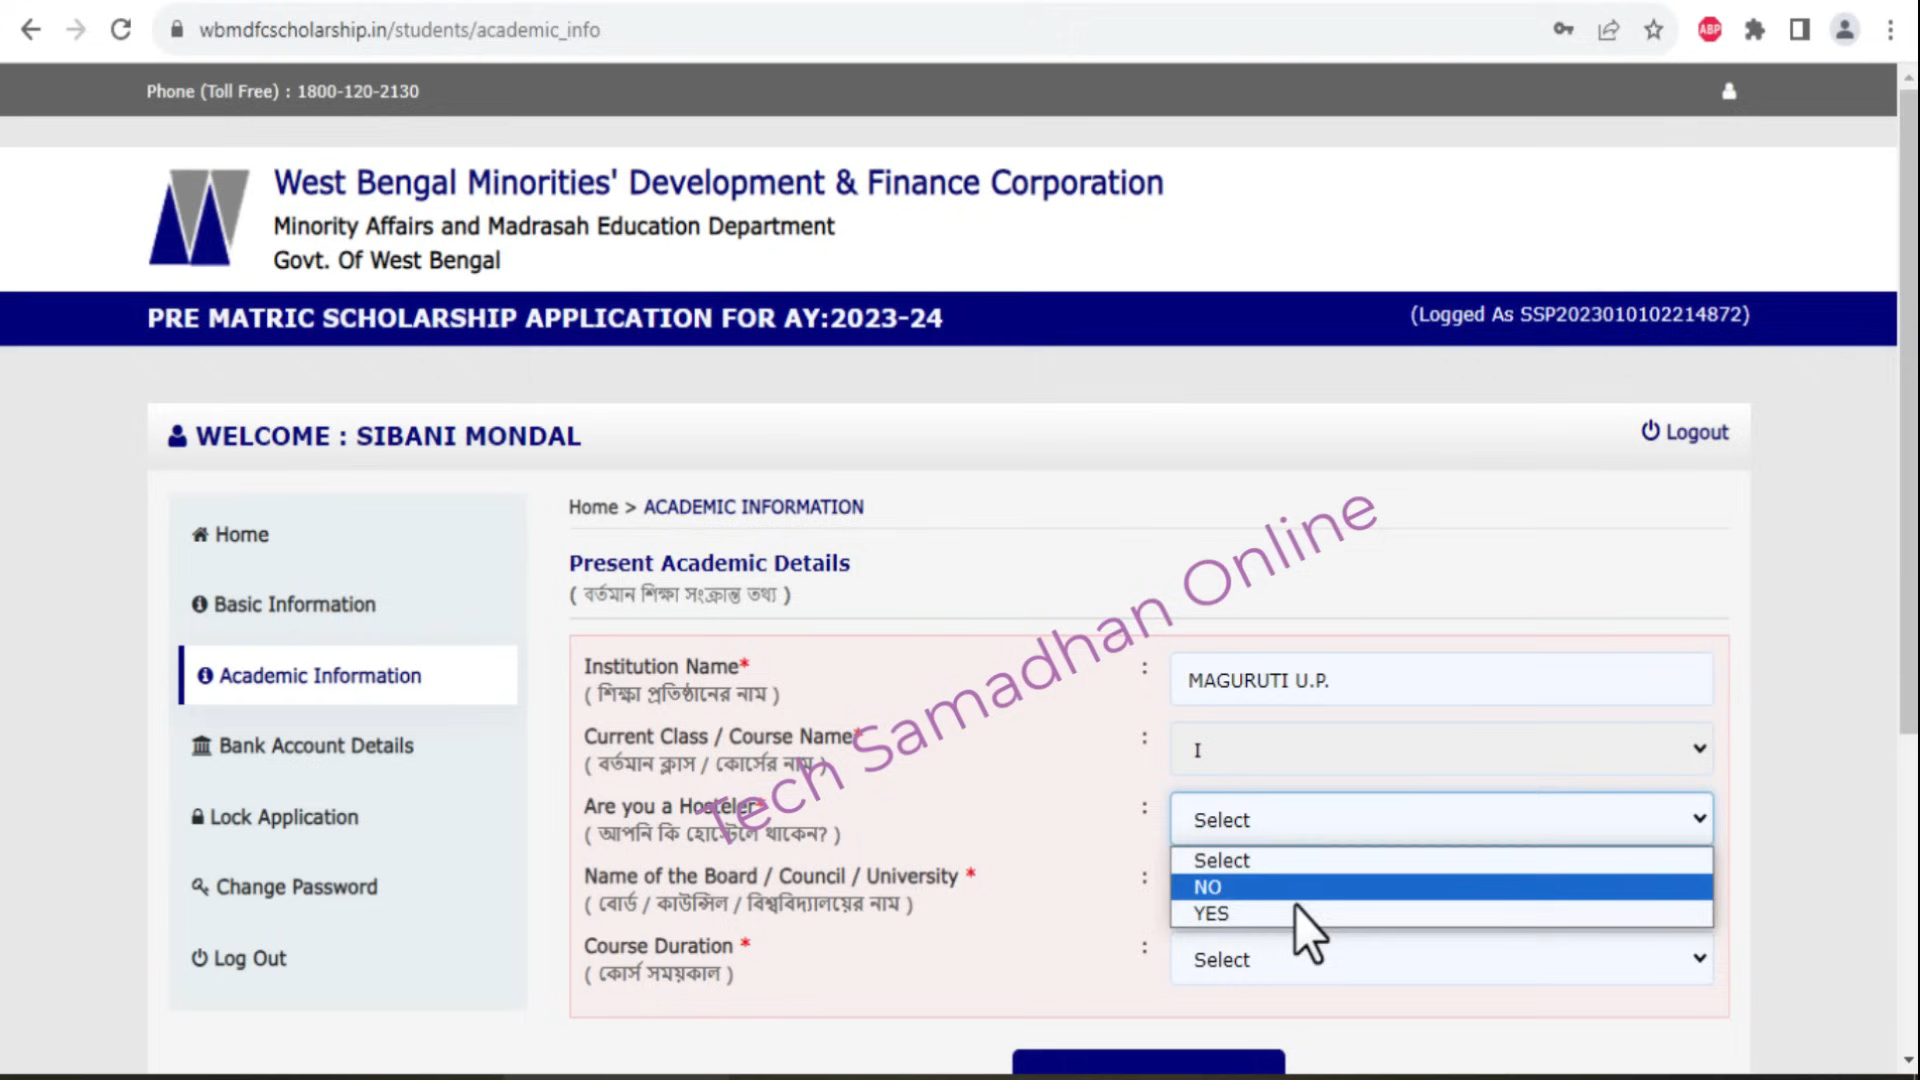 wbmdfcscholarship.in/students/academic_info
ABP
Phone (Toll Free) : 1800-120-2130
West Bengal Minorities' Development & Finance Corporation
Minority Affairs and Madrasah Education Department
Govt. Of West Bengal
PRE MATRIC SCHOLARSHIP APPLICATION FOR AY:2023-24
(Logged As SSP2023010102214872)
WELCOME : SIBANI MONDAL
Logout
Home
Basic Information
Academic Information
Bank Account Details
Lock Application
Change Password
Log Out
Home > ACADEMIC INFORMATION
Present Academic Details
( বর্তমান শিক্ষা সংক্রান্ত তথ্য )
Institution Name* :
( শিক্ষা প্রতিষ্ঠানের নাম )
MAGURUTI U.P.
Current Class / Course Name* :
( বর্তমান ক্লাস / কোর্সের নাম )
I
Are you a Hosteler* :
( আপনি কি হোস্টেলে থাকেন? )
Select
Select
NO
YES
Name of the Board / Council / University * :
( বোর্ড / কাউন্সিল / বিশ্ববিদ্যালয়ের নাম )
Course Duration * :
( কোর্স সময়কাল )
Select
Tech Samadhan Online